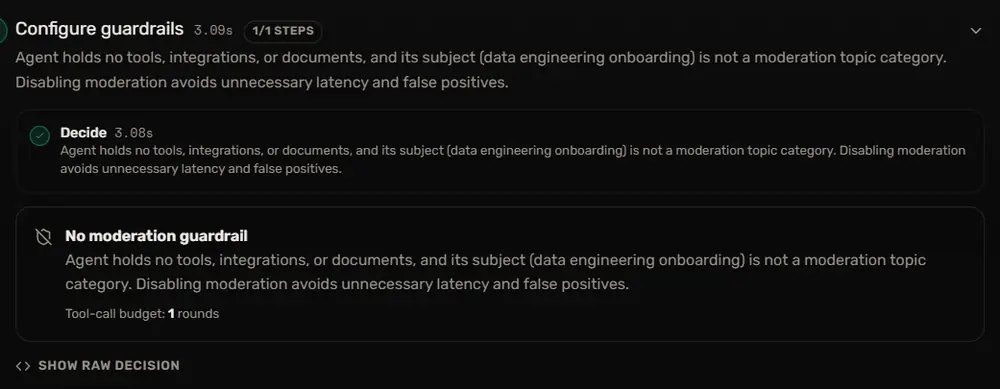 Configure guardrails 3.09s 1/1 STEPS
Agent holds no tools, integrations, or documents, and its subject (data engineering onboarding) is not a moderation topic category.
Disabling moderation avoids unnecessary latency and false positives.
Decide 3.08s
Agent holds no tools, integrations, or documents, and its subject (data engineering onboarding) is not a moderation topic category. Disabling moderation
avoids unnecessary latency and false positives.
No moderation guardrail
Agent holds no tools, integrations, or documents, and its subject (data engineering onboarding) is not a moderation topic
category. Disabling moderation avoids unnecessary latency and false positives.
Tool-call budget: 1 rounds
<> SHOW RAW DECISION